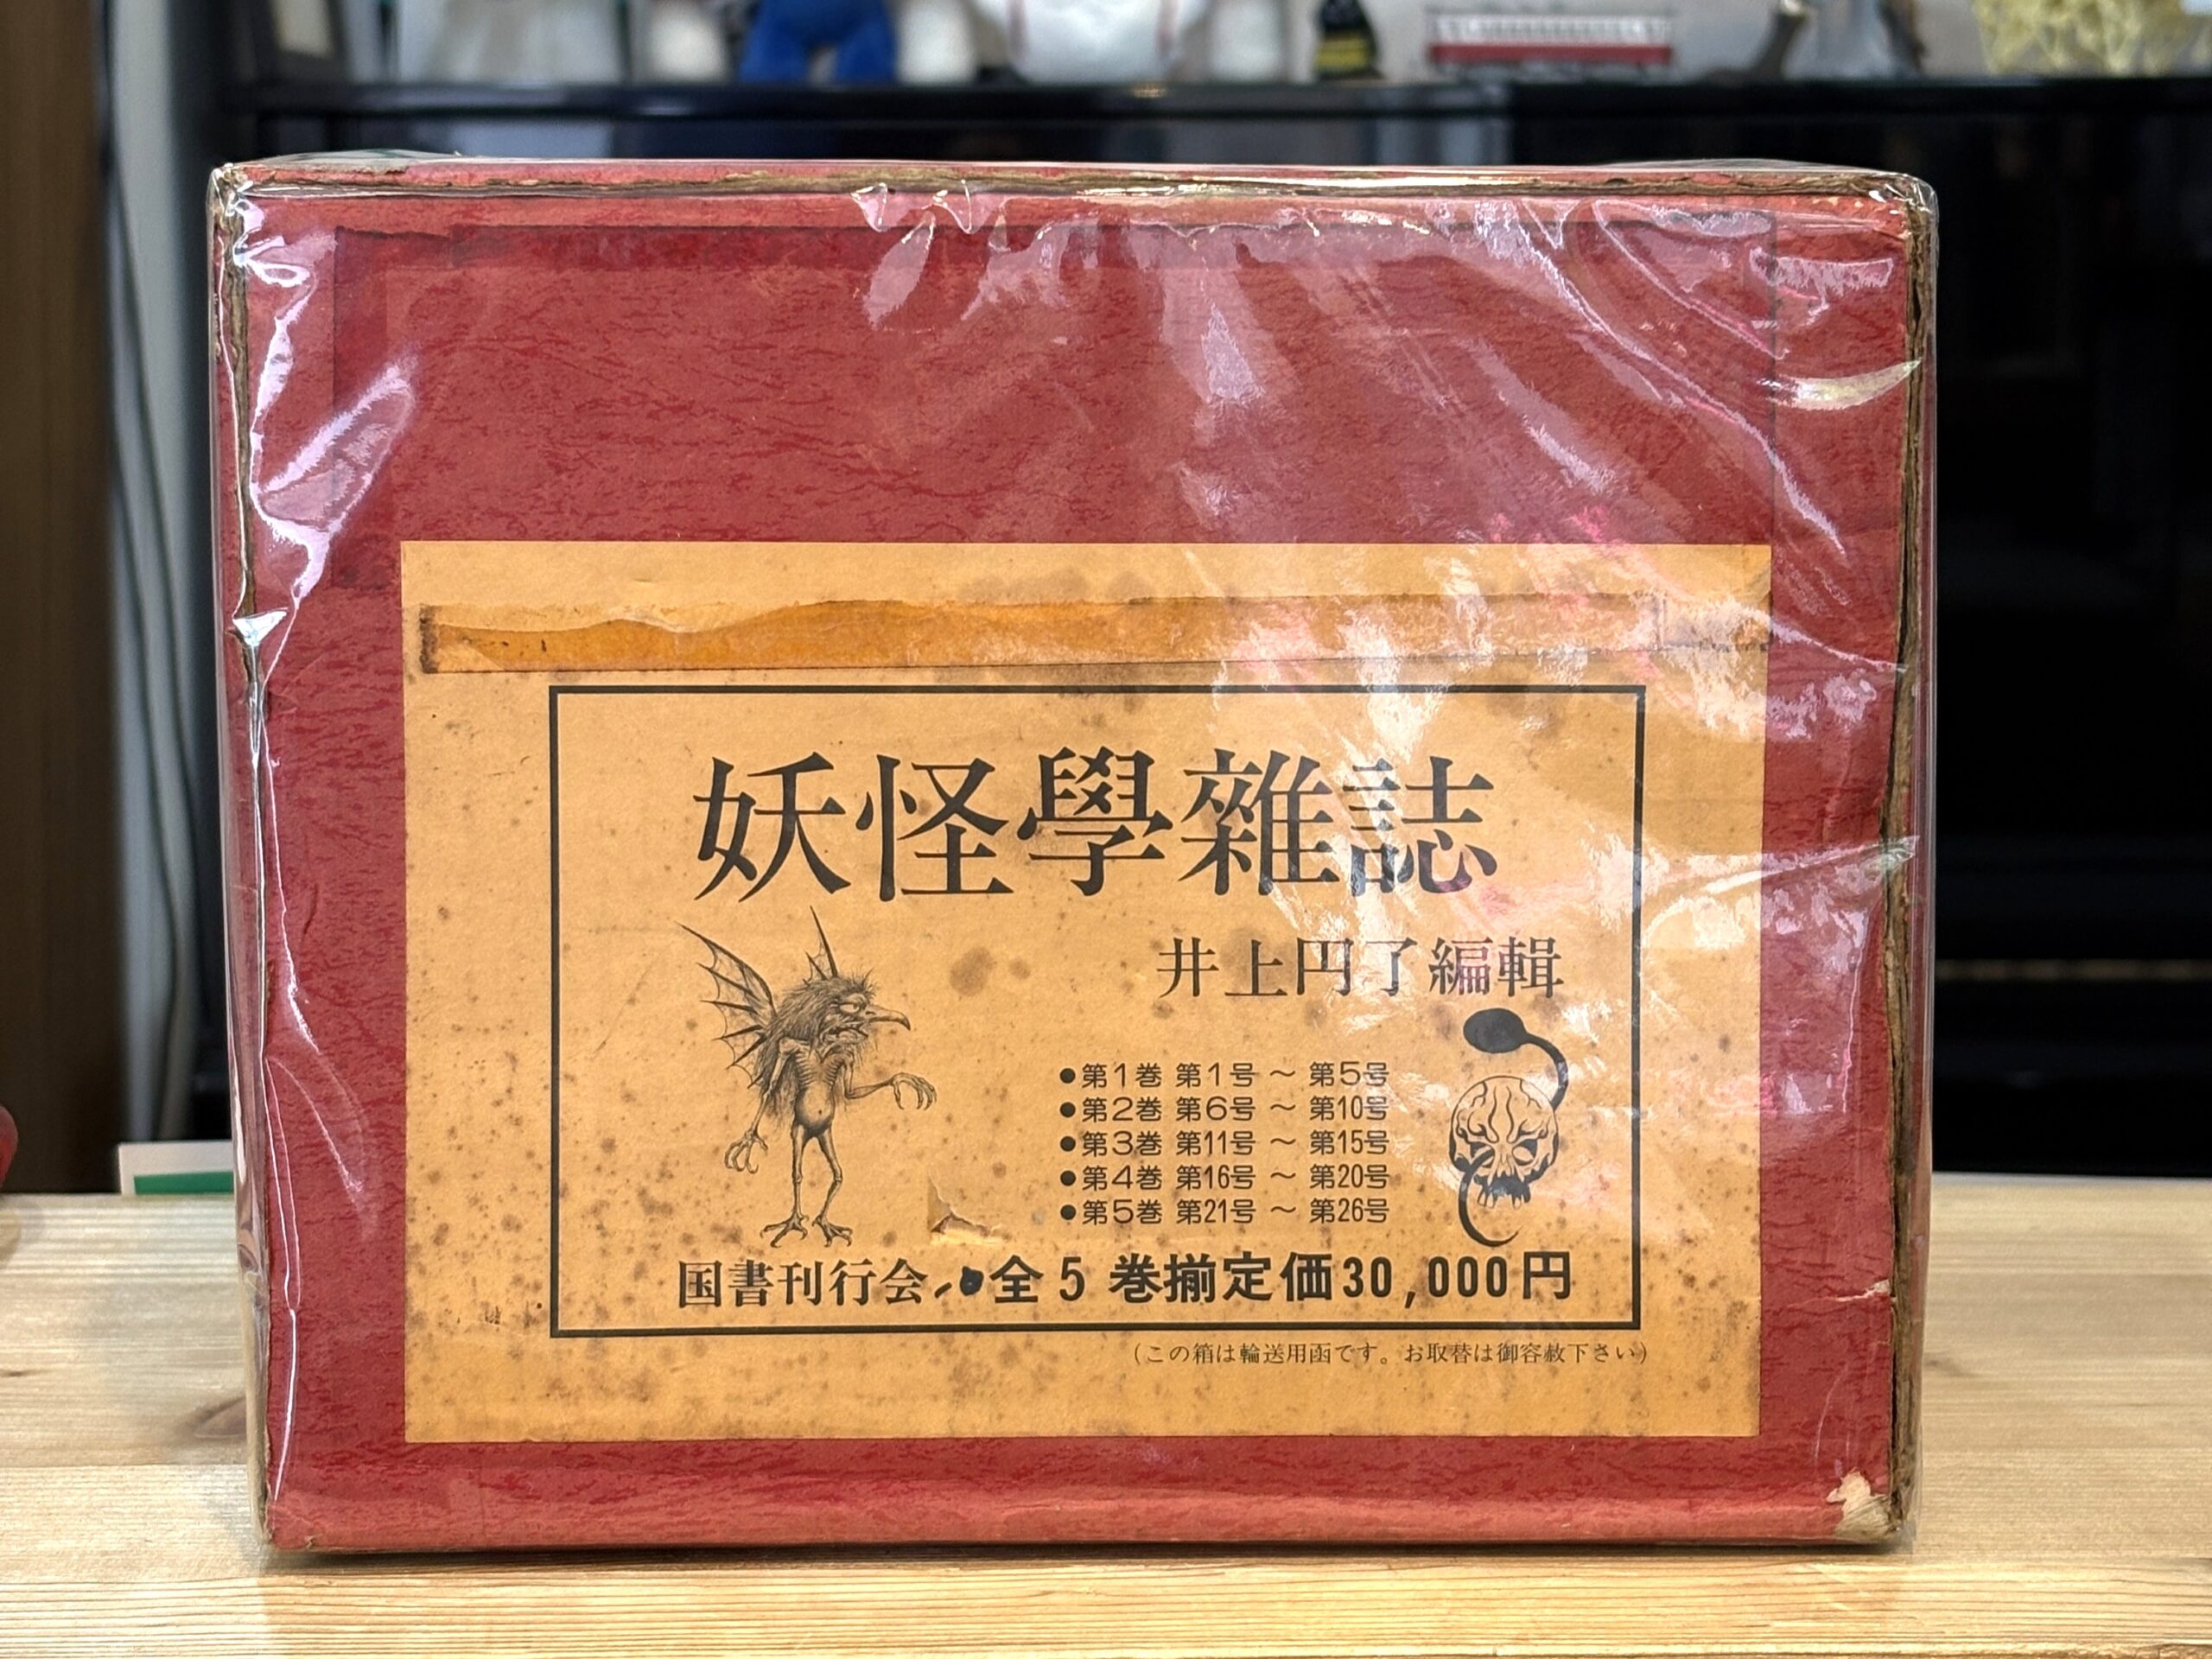 妖怪學雜誌
井上円了編輯
●第1巻 第1号 〜 第5号
●第2巻 第6号 〜 第10号
●第3巻 第11号 〜 第15号
●第4巻 第16号 〜 第20号
●第5巻 第21号 〜 第26号
国書刊行会 ●全5巻揃定価30,000円
(この箱は輸送用函です。お取替は御容赦下さい)